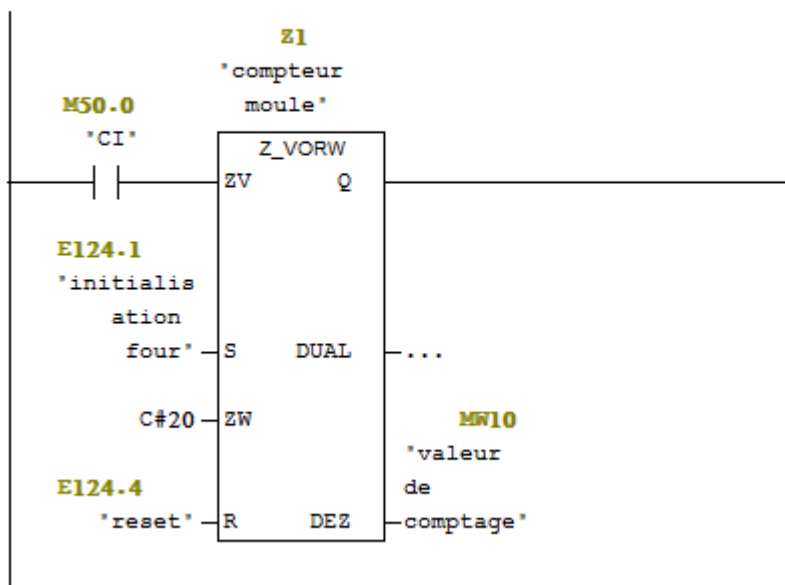 Z1
"compteur
moule"
M50.0
"CI"
Z_VORW
ZV
Q
E124.1
"initialis
ation
four"
S
DUAL
...
C#20
ZW
MW10
"valeur
de
comptage"
E124.4
"reset"
R
DEZ